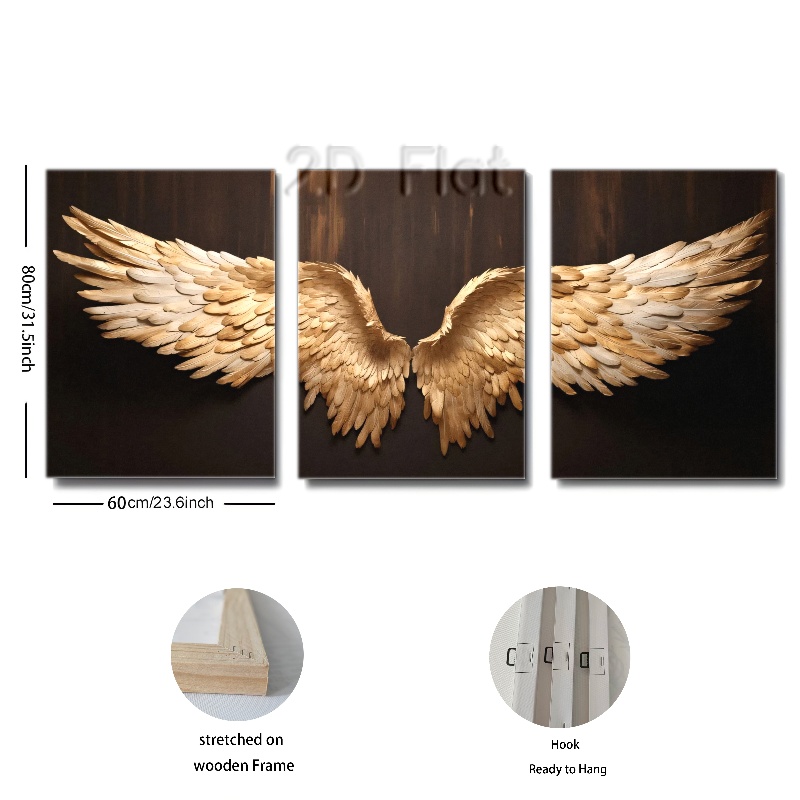 2D Flat
80cm/31.5inch
60cm/23.6inch
stretched on
wooden Frame
Hook
Ready to Hang